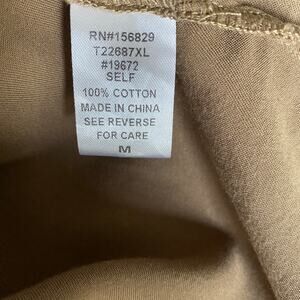 RN#156829
T22687XL
#19672
SELF
100% COTTON
MADE IN CHINA
SEE REVERSE
FOR CARE
M